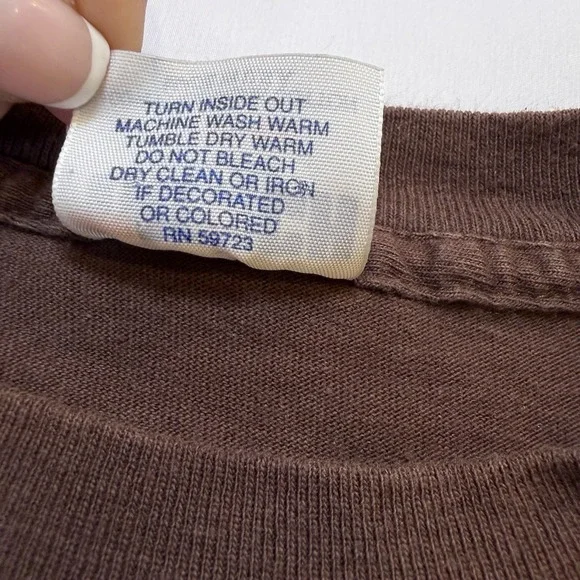 TURN INSIDE OUT
MACHINE WASH WARM
TUMBLE DRY WARM
DO NOT BLEACH
DRY CLEAN OR IRON
IF DECORATED
OR COLORED
RN 59723